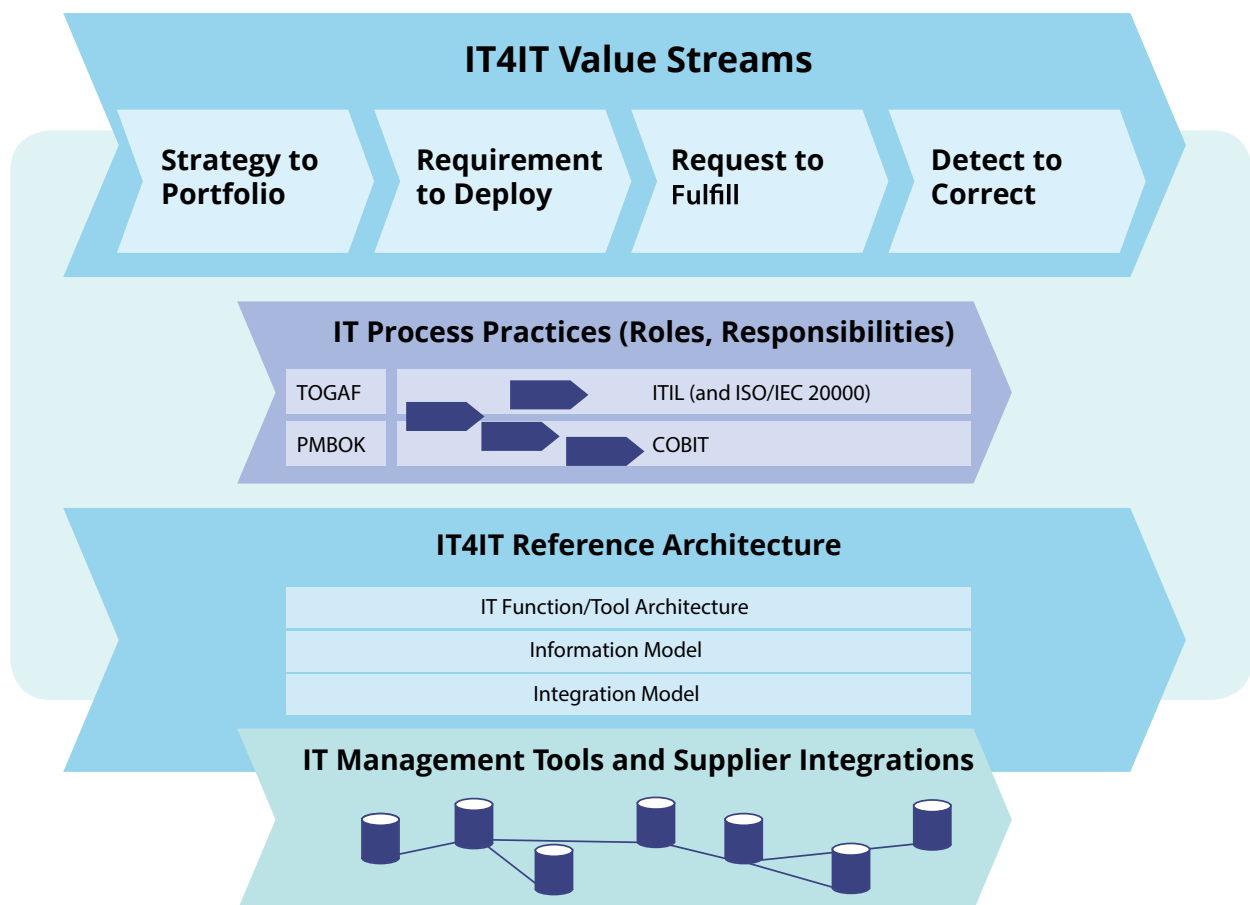 IT4IT Value Streams
Strategy to
Portfolio
Requirement
to Deploy
Request to
Fulfill
Detect to
Correct
IT Process Practices (Roles, Responsibilities)
TOGAF
ITIL (and ISO/IEC 20000)
PMBOK
COBIT
IT4IT Reference Architecture
IT Function/Tool Architecture
Information Model
Integration Model
IT Management Tools and Supplier Integrations